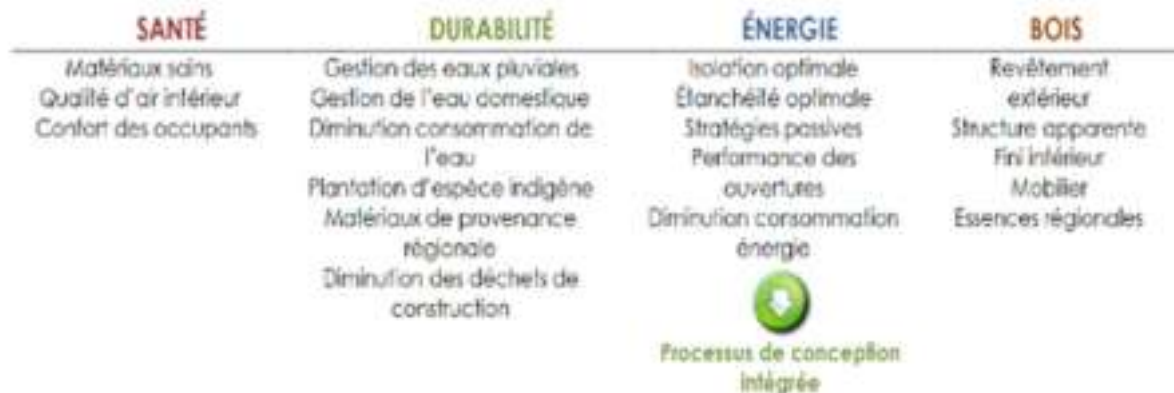 SANTÉ
Matériaux sains
Qualité d'air intérieur
Confort des occupants
DURABILITÉ
Gestion des eaux pluviales
Gestion de l'eau domestique
Diminution consommation de
l'eau
Plantation d'espèce indigène
Matériaux de provenance
régionale
Diminution des déchets de
construction
ÉNERGIE
Isolation optimale
Étanchéité optimale
Stratégies passives
Performance des
ouvertures
Diminution consommation
énergie
Processus de conception
intégrée
BOIS
Revêtement
extérieur
Structure apparente
Fini intérieur
Mobilier
Essences régionales